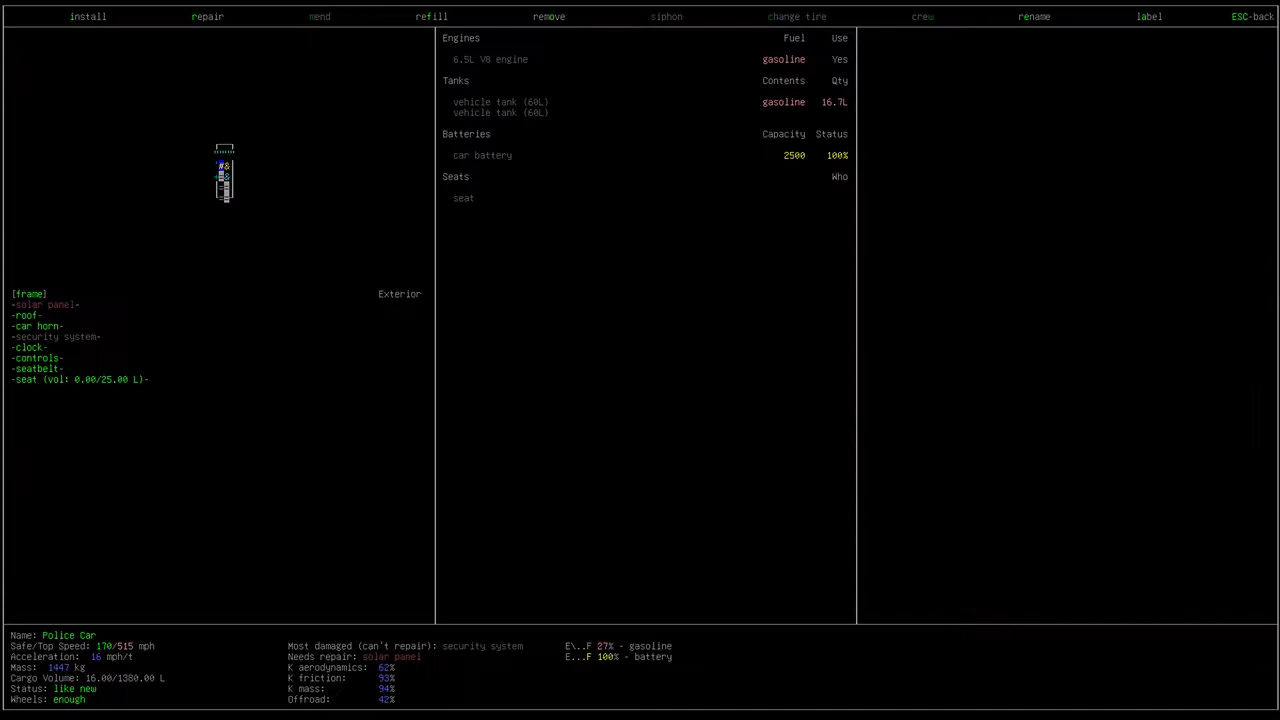 install repair mend refill remove siphon change tire crew rename label ESC-back
Engines Fuel Use
6.5L V8 engine gasoline Yes
Tanks Contents Qty
vehicle tank (60L) gasoline 16.7L
vehicle tank (60L)
Batteries Capacity Status
car battery 2500 100%
Seats Who
seat
[frame] Exterior
-solar panel-
-roof-
-car horn-
-security system-
-clock-
-controls-
-seatbelt-
-seat (vol: 0.00/25.00 L)-
Name: Police Car
Safe/Top Speed: 170/515 mph
Acceleration: 16 mph/t
Mass: 1447 kg
Cargo Volume: 16.00/1380.00 L
Status: like new
Wheels: enough
Most damaged (can't repair): security system
Needs repair: solar panel
K aerodynamics: 62%
K friction: 93%
K mass: 94%
Offroad: 42%
E\..F 27% - gasoline
E...F 100% - battery